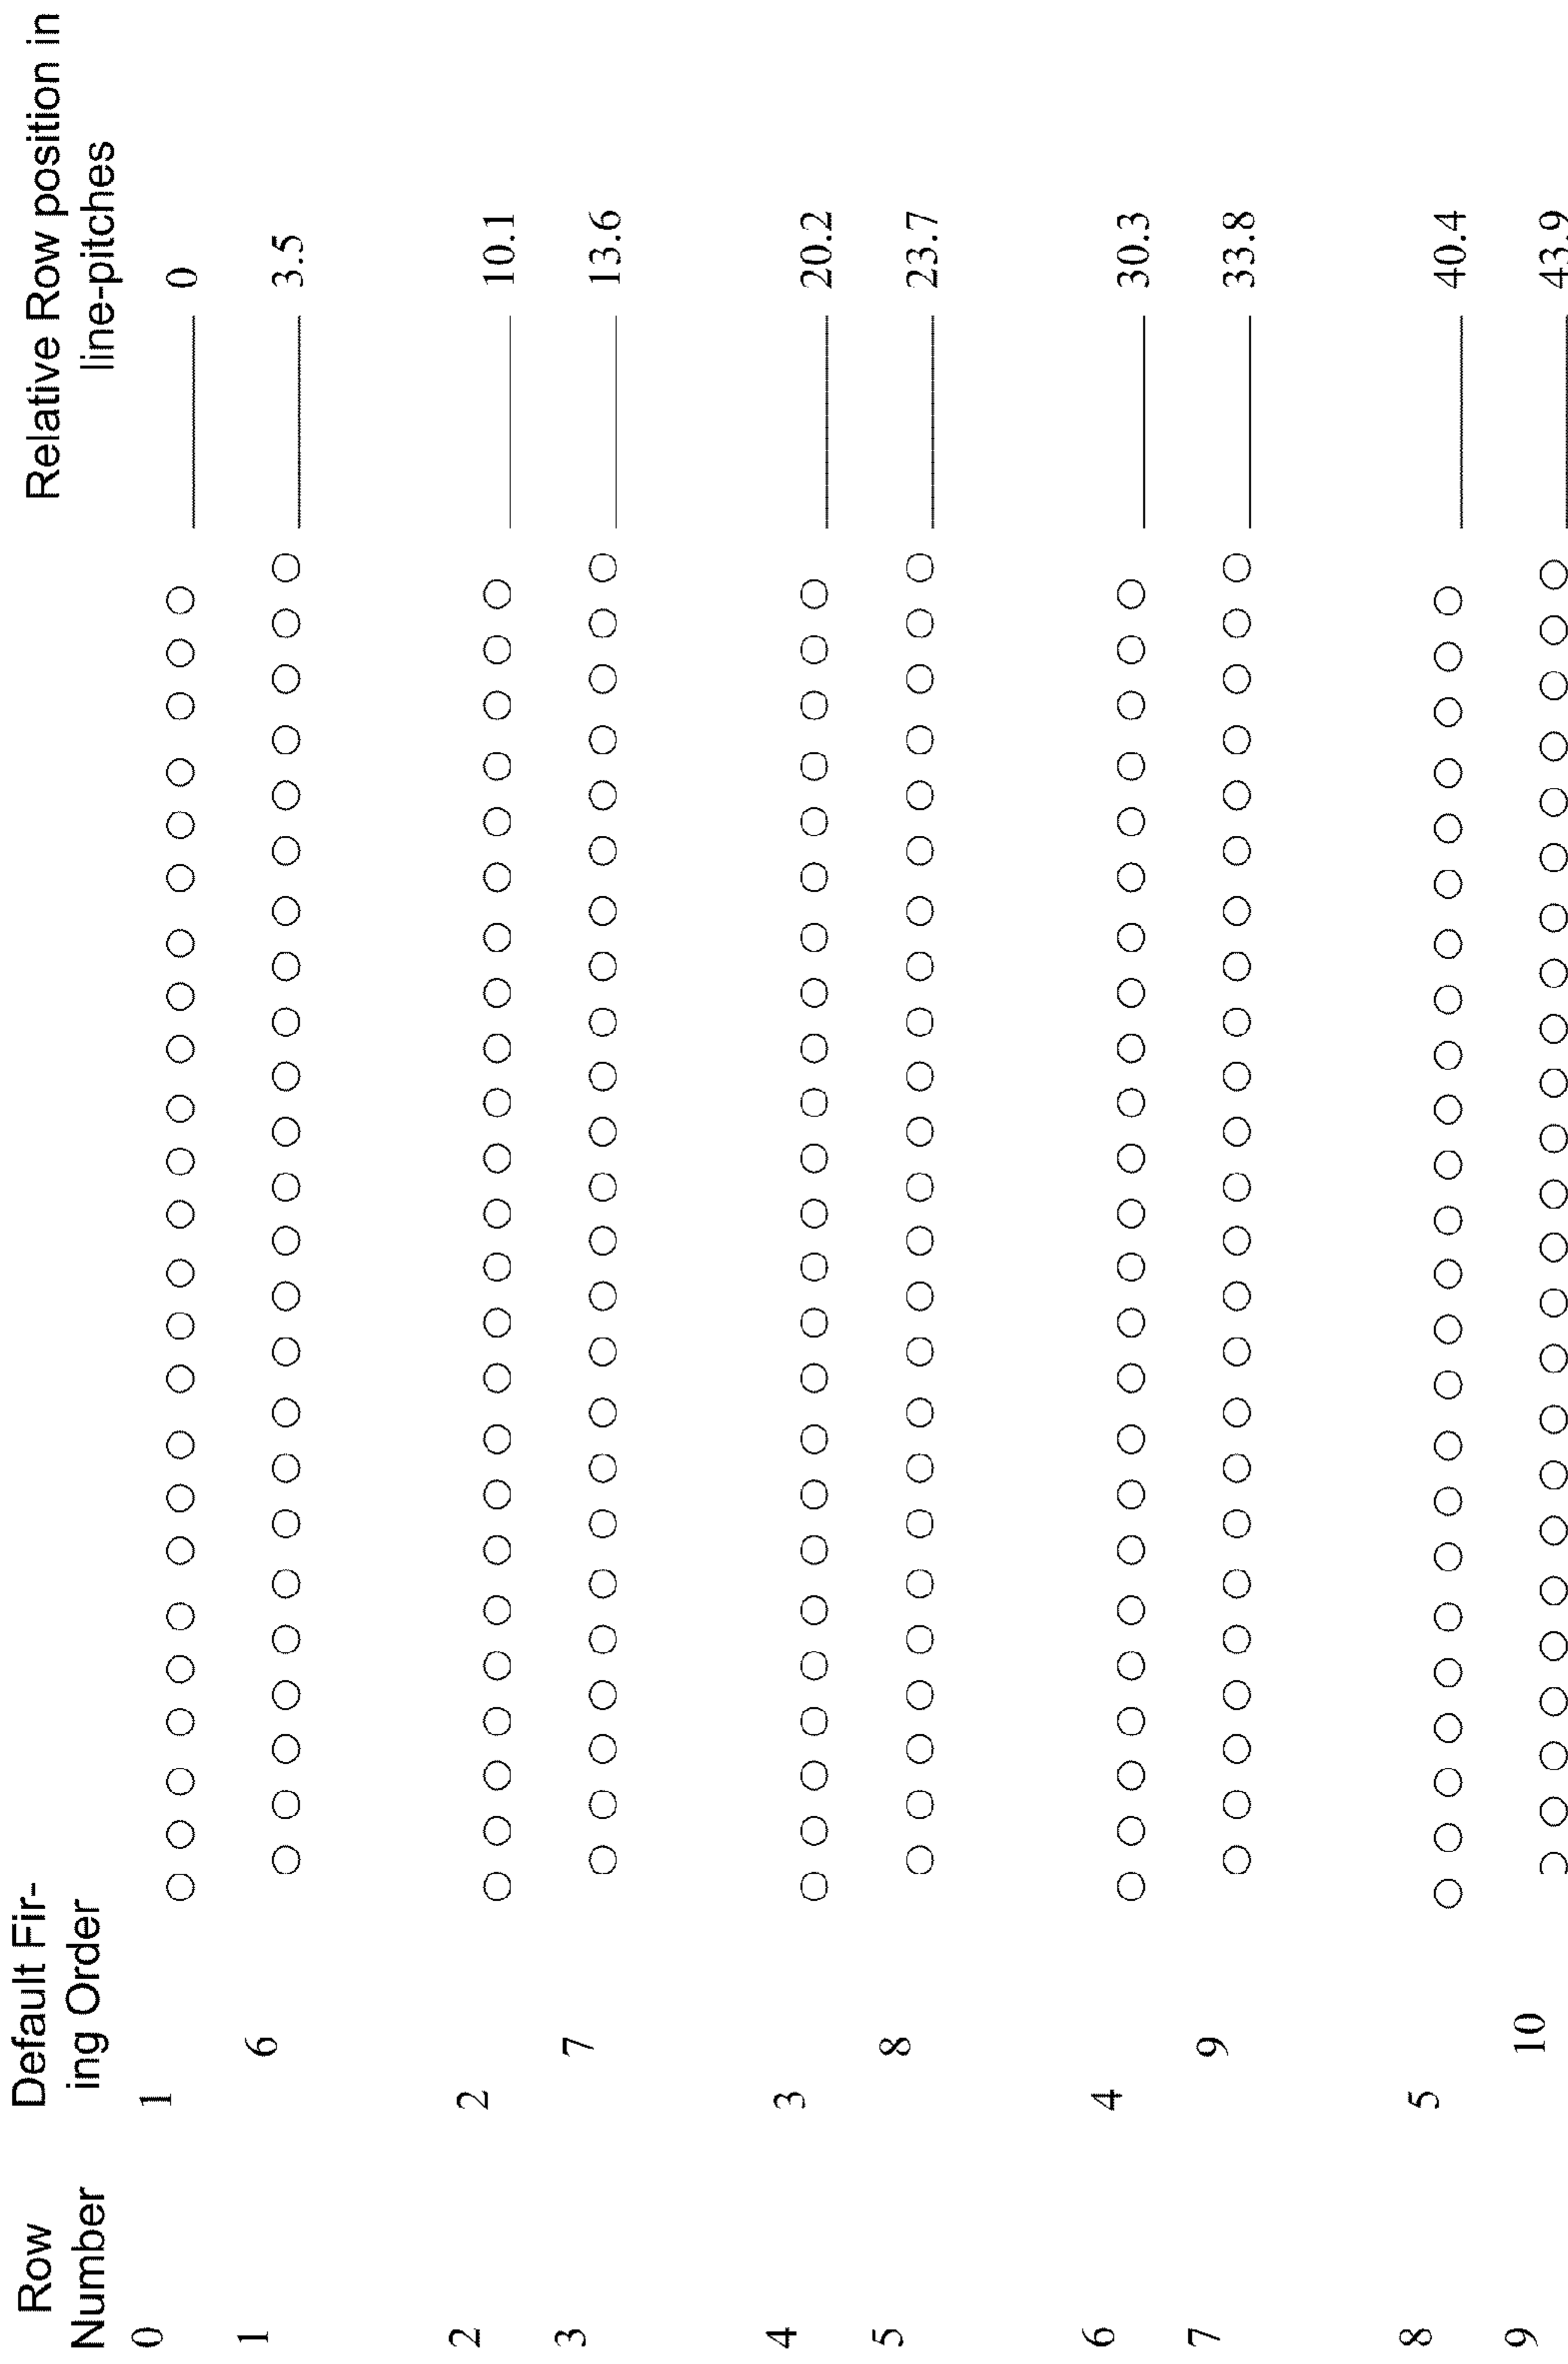 Row Number
Default Fir-
ing Order
Relative Row position in
line-pitches
0 1 0
1 6 3.5
2 2 10.1
3 7 13.6
4 3 20.2
5 8 23.7
6 4 30.3
7 9 33.8
8 5 40.4
9 10 43.9